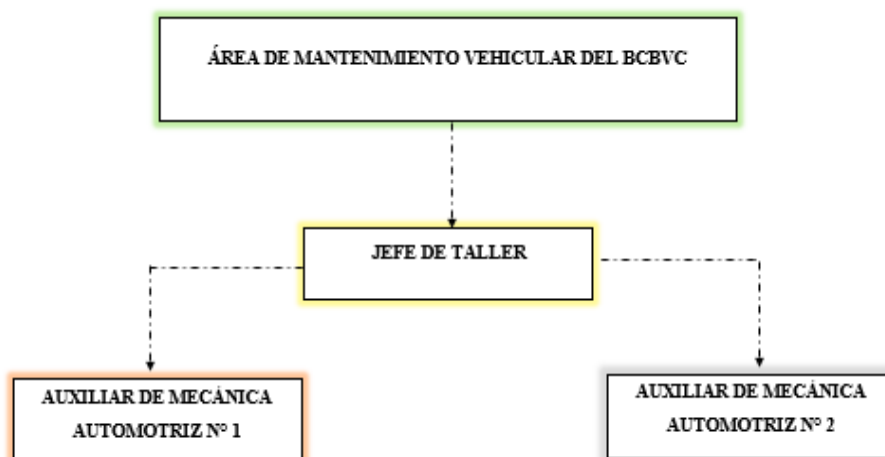 ÁREA DE MANTENIMIENTO VEHICULAR DEL BCBVC
JEFE DE TALLER
AUXILIAR DE MECÁNICA
AUTOMOTRIZ N° 1
AUXILIAR DE MECÁNICA
AUTOMOTRIZ N° 2